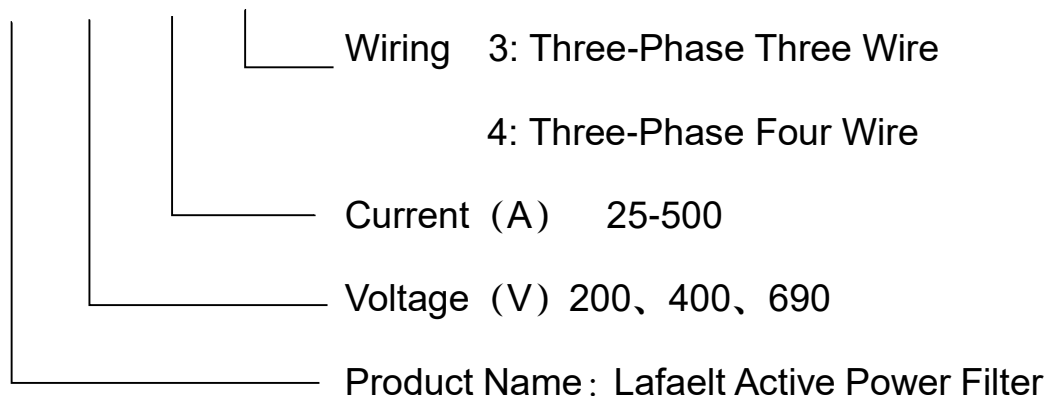 Wiring 3: Three-Phase Three Wire
4: Three-Phase Four Wire
Current（A） 25-500
Voltage（V）200、400、690
Product Name：Lafaelt Active Power Filter